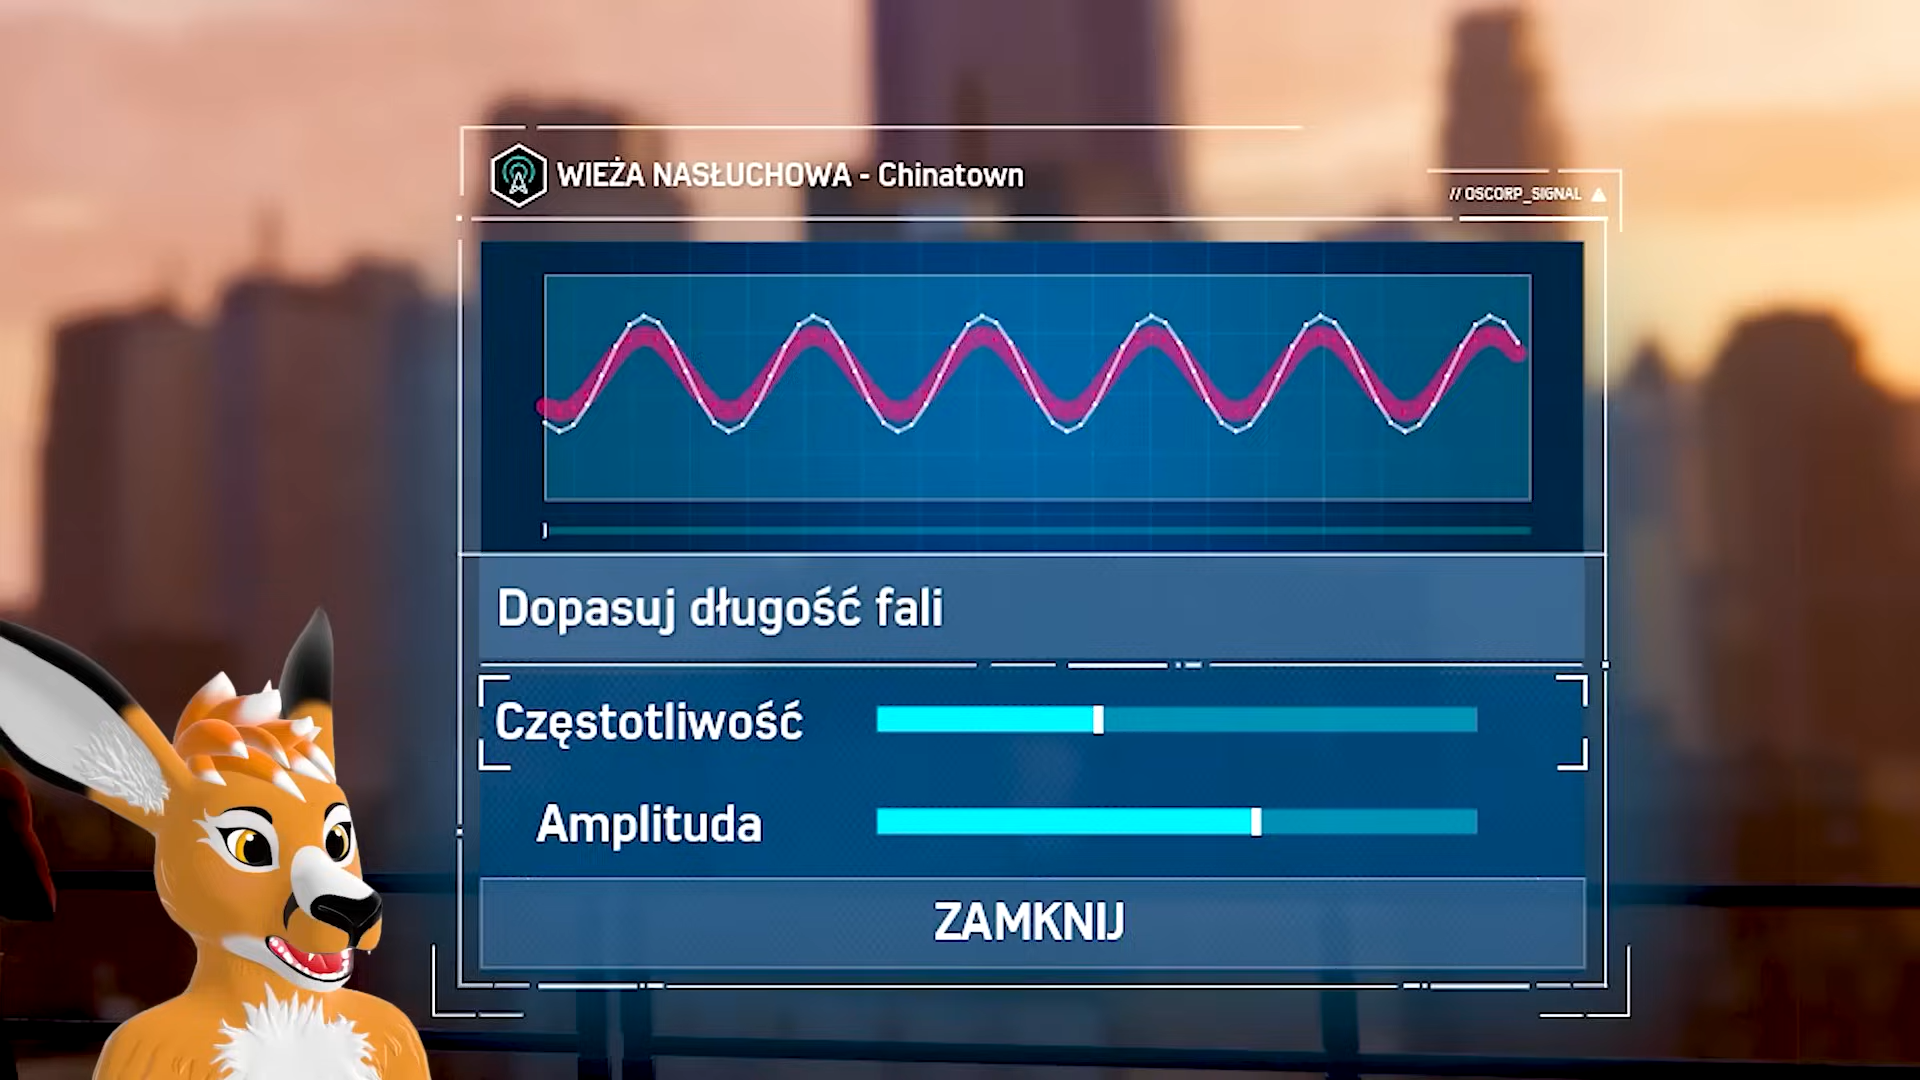 WIEŻA NASŁUCHOWA - Chinatown
// OSCORP_SIGNAL
Dopasuj długość fali
Częstotliwość
Amplituda
ZAMKNIJ